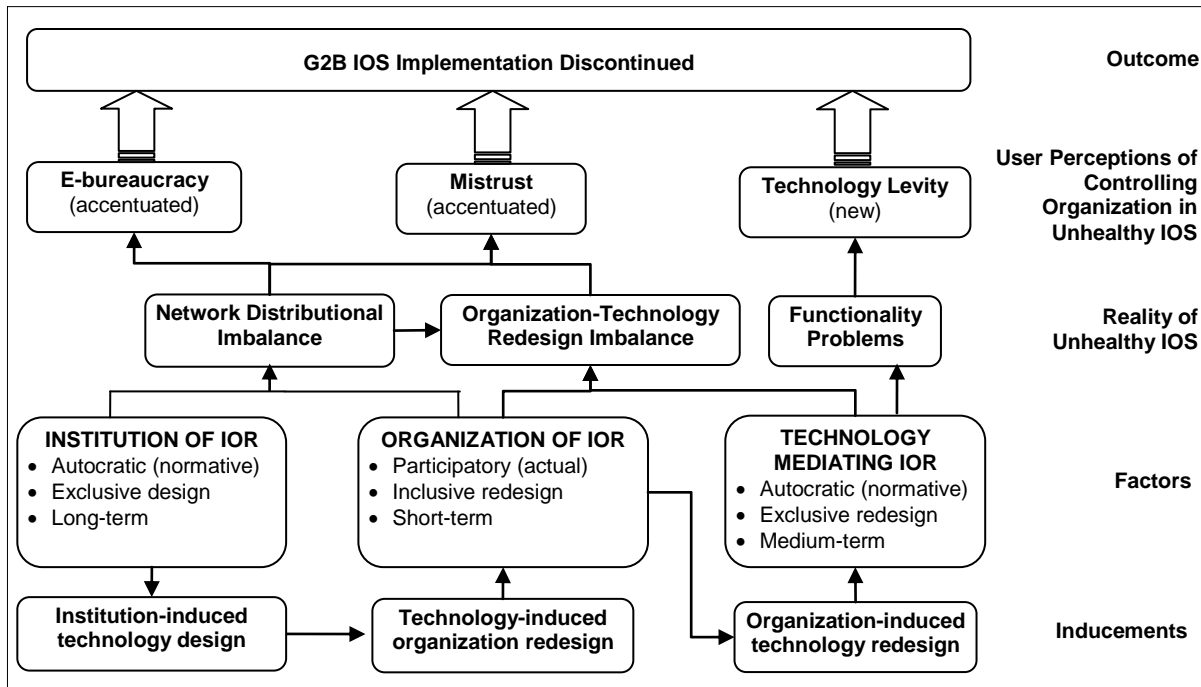 G2B IOS Implementation Discontinued
Outcome
E-bureaucracy
(accentuated)
Mistrust
(accentuated)
Technology Levity
(new)
User Perceptions of
Controlling
Organization in
Unhealthy IOS
Network Distributional
Imbalance
Organization-Technology
Redesign Imbalance
Functionality
Problems
Reality of
Unhealthy IOS
INSTITUTION OF IOR
• Autocratic (normative)
• Exclusive design
• Long-term
ORGANIZATION OF IOR
• Participatory (actual)
• Inclusive redesign
• Short-term
TECHNOLOGY
MEDIATING IOR
• Autocratic (normative)
• Exclusive redesign
• Medium-term
Factors
Institution-induced
technology design
Technology-induced
organization redesign
Organization-induced
technology redesign
Inducements